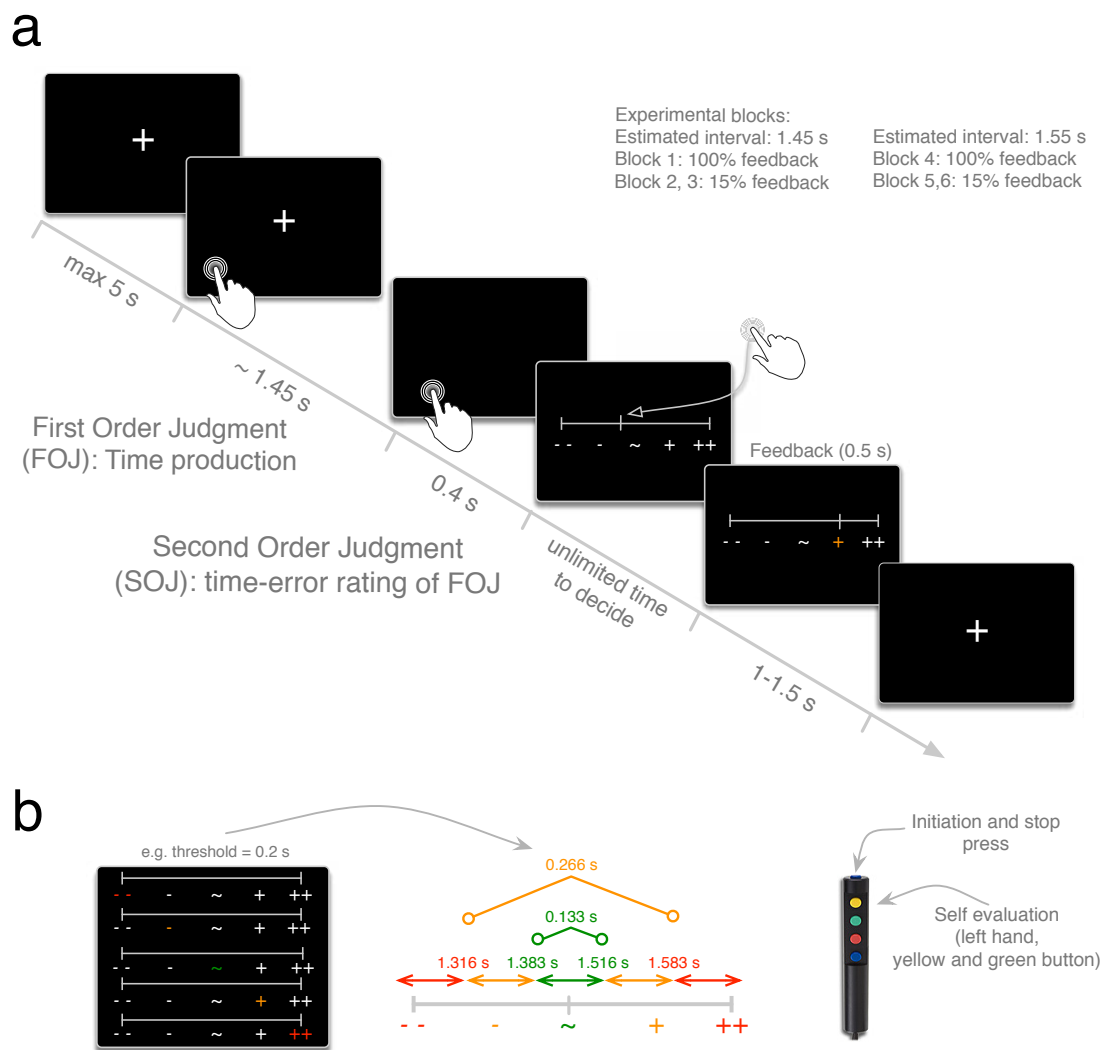 a
Experimental blocks:
Estimated interval: 1.45 s
Block 1: 100% feedback
Block 2, 3: 15% feedback
Estimated interval: 1.55 s
Block 4: 100% feedback
Block 5,6: 15% feedback
+
+
max 5 s
~ 1.45 s
First Order Judgment
(FOJ): Time production
0.4 s
-- - ~ + ++
Second Order Judgment
(SOJ): time-error rating of FOJ
unlimited time
to decide
Feedback (0.5 s)
-- - ~ + ++
1-1.5 s
+
b
e.g. threshold = 0.2 s
-- - ~ + ++
-- - ~ + ++
-- - ~ + ++
-- - ~ + ++
-- - ~ + ++
0.266 s
0.133 s
1.316 s 1.383 s 1.516 s 1.583 s
-- - ~ + ++
Initiation and stop
press
Self evaluation
(left hand,
yellow and green button)